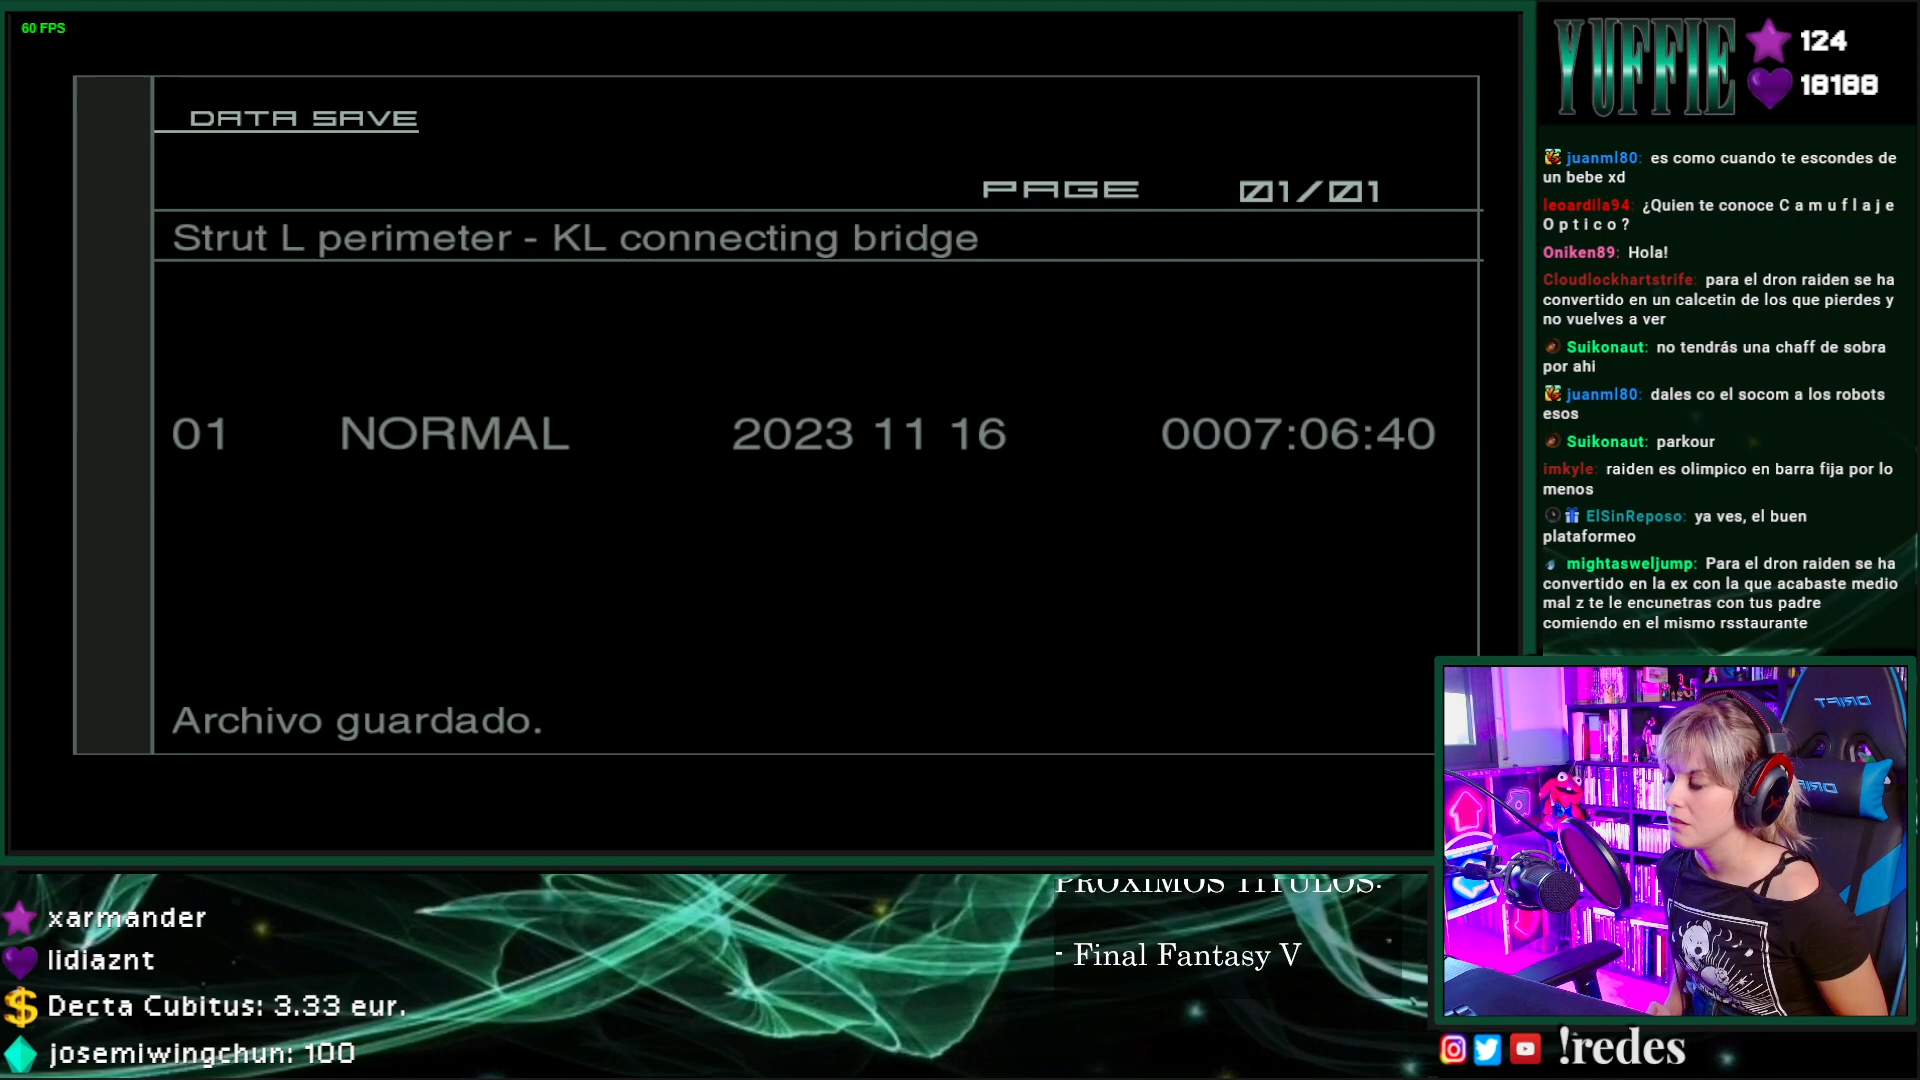 60 FPS
DATA SAVE
PAGE 01/01
Strut L perimeter - KL connecting bridge
01 NORMAL 2023 11 16 0007:06:40
Archivo guardado.
YUFFIE
124
18188
juanml80: es como cuando te escondes de
un bebe xd
leoardila94: ¿Quien te conoce C a m u f l a j e
O p t i c o ?
Oniken89: Hola!
Cloudlockhartstrife: para el dron raiden se ha
convertido en un calcetin de los que pierdes y
no vuelves a ver
Suikonaut: no tendrás una chaff de sobra
por ahi
juanml80: dales co el socom a los robots
esos
Suikonaut: parkour
imkyle: raiden es olimpico en barra fija por lo
menos
ElSinReposo: ya ves, el buen
plataformeo
mightasweljump: Para el dron raiden se ha
convertido en la ex con la que acabaste medio
mal z te le encunetras con tus padre
comiendo en el mismo rsstaurante
DRIFT
xarmander
lidiaznt
Decta Cubitus: 3.33 eur.
josemiwingchun: 100
PROXIMOS TITULOS:
- Final Fantasy V
!redes